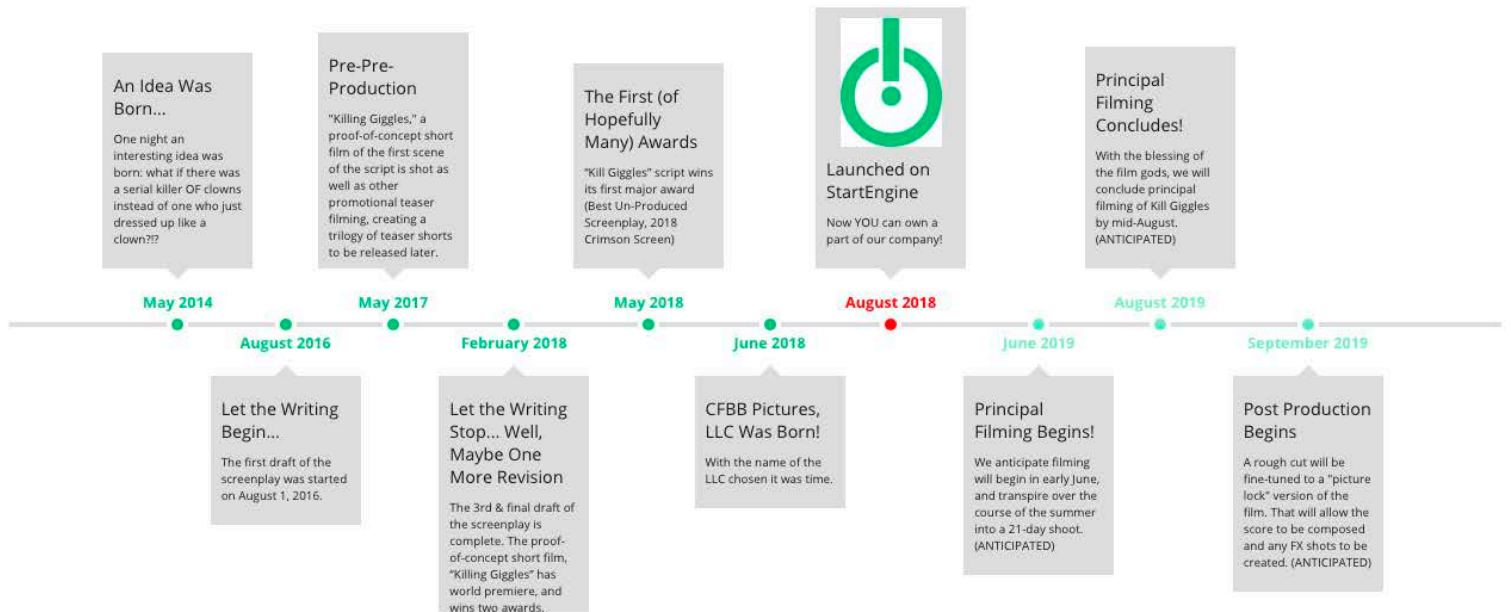 An Idea Was
Born...
One night an
interesting idea was
born: what if there was
a serial killer OF clowns
instead of one who just
dressed up like a
clown?!?
May 2014
August 2016
Let the Writing
Begin...
The first draft of the
screenplay was started
on August 1, 2016.
Pre-Pre-
Production
"Killing Giggles," a
proof-of-concept short
film of the first scene
of the script is shot as
well as other
promotional teaser
filming, creating a
trilogy of teaser shorts
to be released later.
May 2017
February 2018
Let the Writing
Stop... Well,
Maybe One
More Revision
The 3rd & final draft of
the screenplay is
complete. The proof-
of-concept short film,
"Killing Giggles" has
world premiere, and
wins two awards.
The First (of
Hopefully
Many) Awards
"Kill Giggles" script wins
its first major award
(Best Un-Produced
Screenplay, 2018
Crimson Screen)
May 2018
June 2018
CFBB Pictures,
LLC Was Born!
With the name of the
LLC chosen it was time.
Launched on
StartEngine
Now YOU can own a
part of our company!
August 2018
June 2019
Principal
Filming Begins!
We anticipate filming
will begin in early June,
and transpire over the
course of the summer
into a 21-day shoot.
(ANTICIPATED)
Principal
Filming
Concludes!
With the blessing of
the film gods, we will
conclude principal
filming of Kill Giggles
by mid-August.
(ANTICIPATED)
August 2019
September 2019
Post Production
Begins
A rough cut will be
fine-tuned to a "picture
lock" version of the
film. That will allow the
score to be composed
and any FX shots to be
created. (ANTICIPATED)